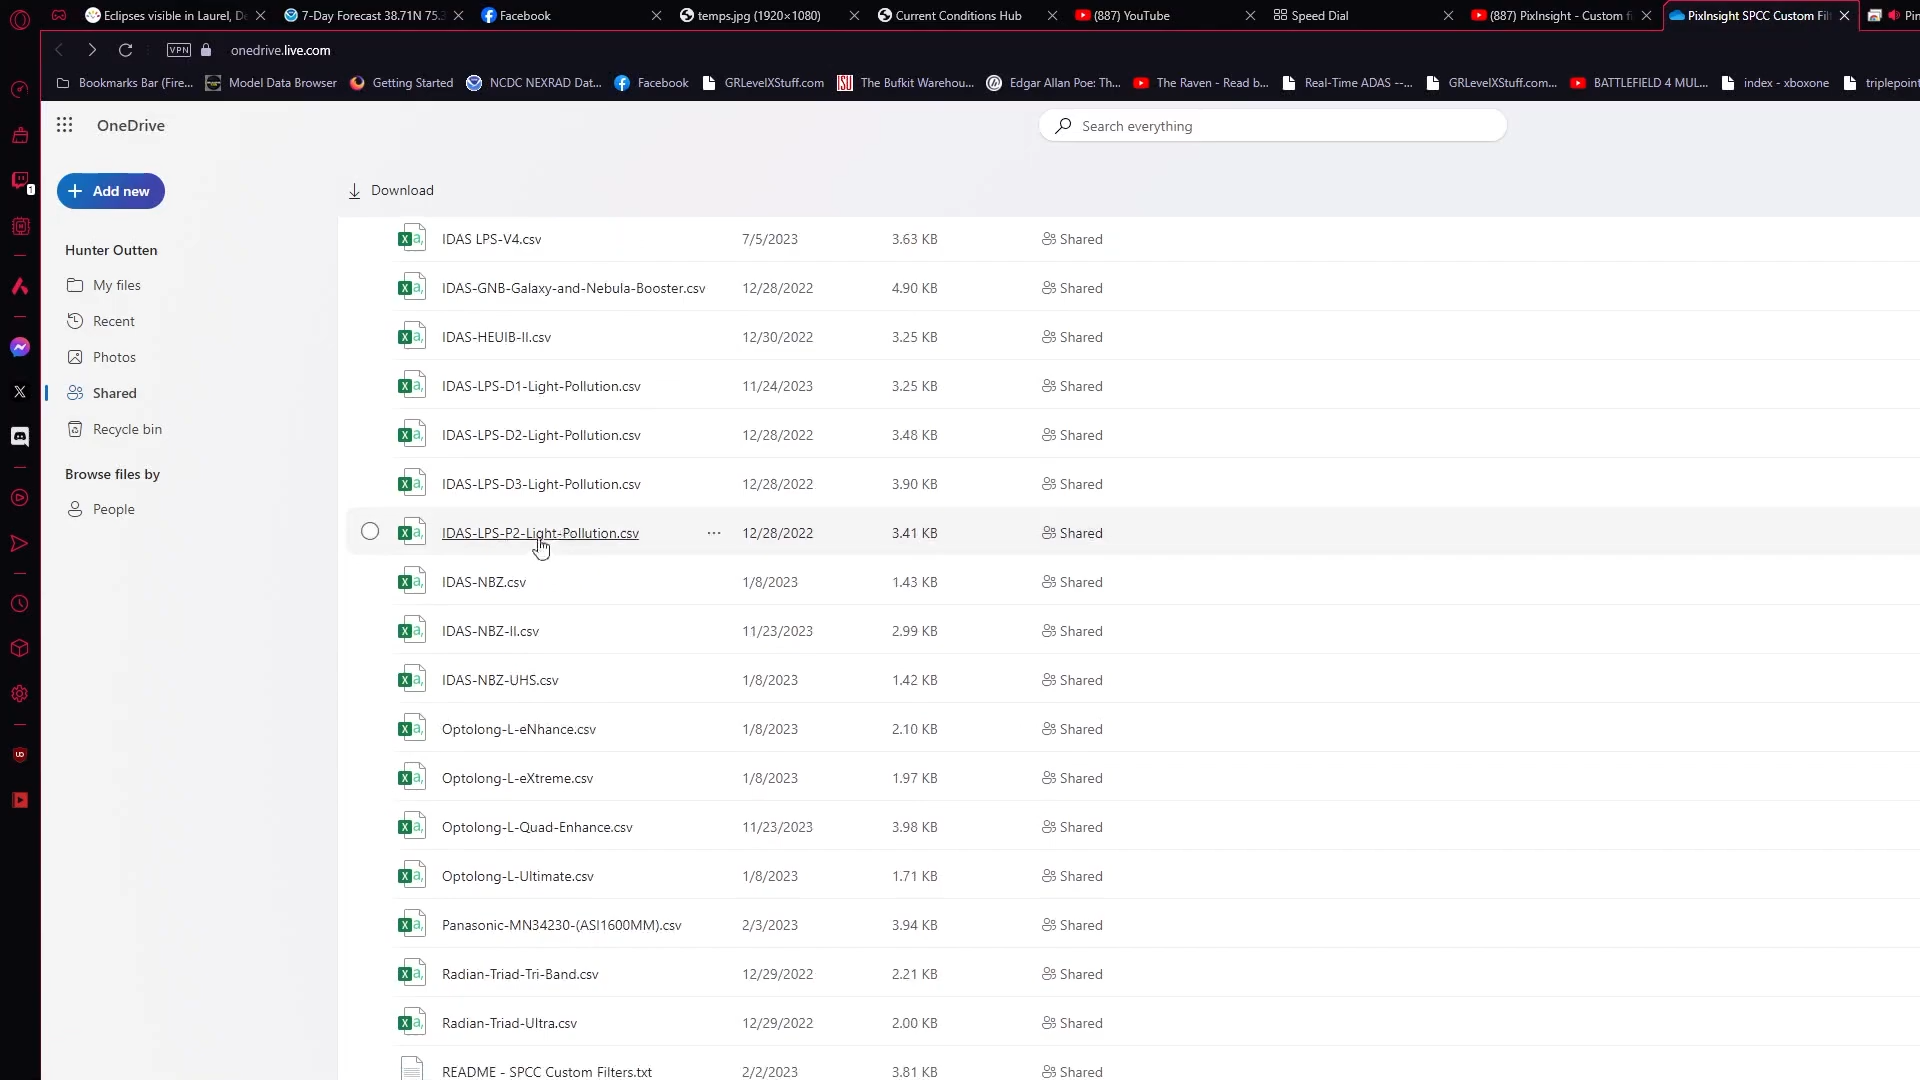 Eclipses visible in Laurel, De
7-Day Forecast 38.71N 75.3
Facebook
temps.jpg (1920×1080)
Current Conditions Hub
(887) YouTube
Speed Dial
(887) PixInsight - Custom fi
PixInsight SPCC Custom Fil
Pin
VPN
onedrive.live.com
Bookmarks Bar (Fire...
Model Data Browser
Getting Started
NCDC NEXRAD Dat...
Facebook
GRLevelXStuff.com
The Bufkit Warehou...
Edgar Allan Poe: Th...
The Raven - Read b...
Real-Time ADAS --...
GRLevelXStuff.com...
BATTLEFIELD 4 MUL...
index - xboxone
triplepoint
OneDrive
Search everything
Add new
Download
Hunter Outten
My files
Recent
Photos
Shared
Recycle bin
Browse files by
People
1
IDAS LPS-V4.csv 7/5/2023 3.63 KB Shared
IDAS-GNB-Galaxy-and-Nebula-Booster.csv 12/28/2022 4.90 KB Shared
IDAS-HEUIB-II.csv 12/30/2022 3.25 KB Shared
IDAS-LPS-D1-Light-Pollution.csv 11/24/2023 3.25 KB Shared
IDAS-LPS-D2-Light-Pollution.csv 12/28/2022 3.48 KB Shared
IDAS-LPS-D3-Light-Pollution.csv 12/28/2022 3.90 KB Shared
IDAS-LPS-P2-Light-Pollution.csv ... 12/28/2022 3.41 KB Shared
IDAS-NBZ.csv 1/8/2023 1.43 KB Shared
IDAS-NBZ-II.csv 11/23/2023 2.99 KB Shared
IDAS-NBZ-UHS.csv 1/8/2023 1.42 KB Shared
Optolong-L-eNhance.csv 1/8/2023 2.10 KB Shared
Optolong-L-eXtreme.csv 1/8/2023 1.97 KB Shared
Optolong-L-Quad-Enhance.csv 11/23/2023 3.98 KB Shared
Optolong-L-Ultimate.csv 1/8/2023 1.71 KB Shared
Panasonic-MN34230-(ASI1600MM).csv 2/3/2023 3.94 KB Shared
Radian-Triad-Tri-Band.csv 12/29/2022 2.21 KB Shared
Radian-Triad-Ultra.csv 12/29/2022 2.00 KB Shared
README - SPCC Custom Filters.txt 2/2/2023 3.81 KB Shared